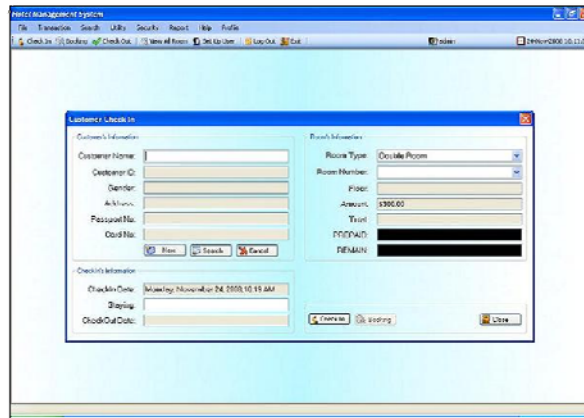 Hotel Management System
File Transaction Search Utility Security Report Help Profile
Check In Booking Check Out View All Room Set Up User Log Out Exit admin
Customer Check In
Customer's Information
Customer Name:
Customer ID:
Gender:
Address:
Passport No:
Card No:
New Search Cancel
Room's Information
Room Type: Double Room
Room Number:
Floor:
Amount: $300.00
Total:
PREPAID:
REMAIN:
CheckIn's Information
CheckIn Date: Monday, November 24, 2008, 10:19 AM
Staying:
CheckOut Date:
Check In Booking Close